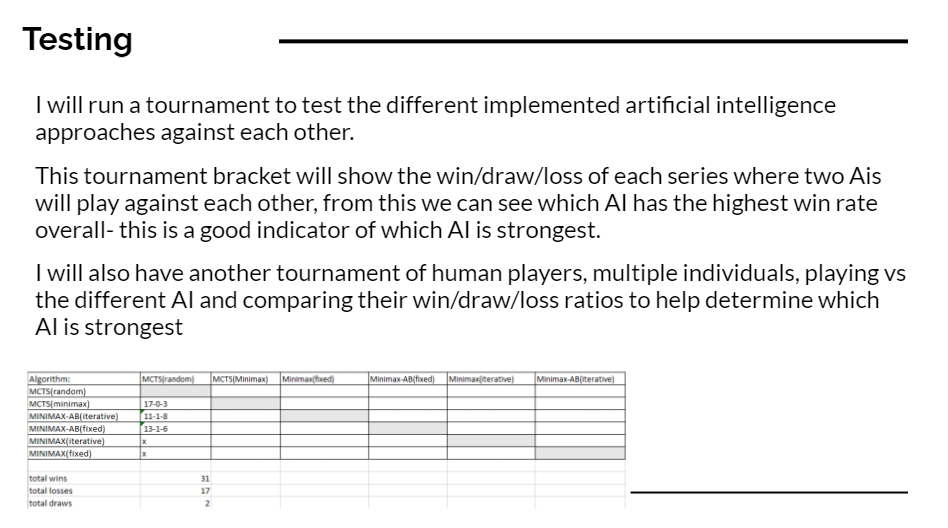 Testing
I will run a tournament to test the different implemented artificial intelligence
approaches against each other.
This tournament bracket will show the win/draw/loss of each series where two Ais
will play against each other, from this we can see which AI has the highest win rate
overall- this is a good indicator of which AI is strongest.
I will also have another tournament of human players, multiple individuals, playing vs
the different AI and comparing their win/draw/loss ratios to help determine which
AI is strongest
Algorithm: MCTS(random) MCTS(Minimax) Minimax(fixed) Minimax-AB(fixed) Minimax(iterative) Minimax-AB(iterative)
MCTS(random)
MCTS(minimax) 17-0-3
MINIMAX-AB(iterative) 11-1-8
MINIMAX-AB(fixed) 13-1-6
MINIMAX(iterative) x
MINIMAX(fixed) x
total wins 31
total losses 17
total draws 2